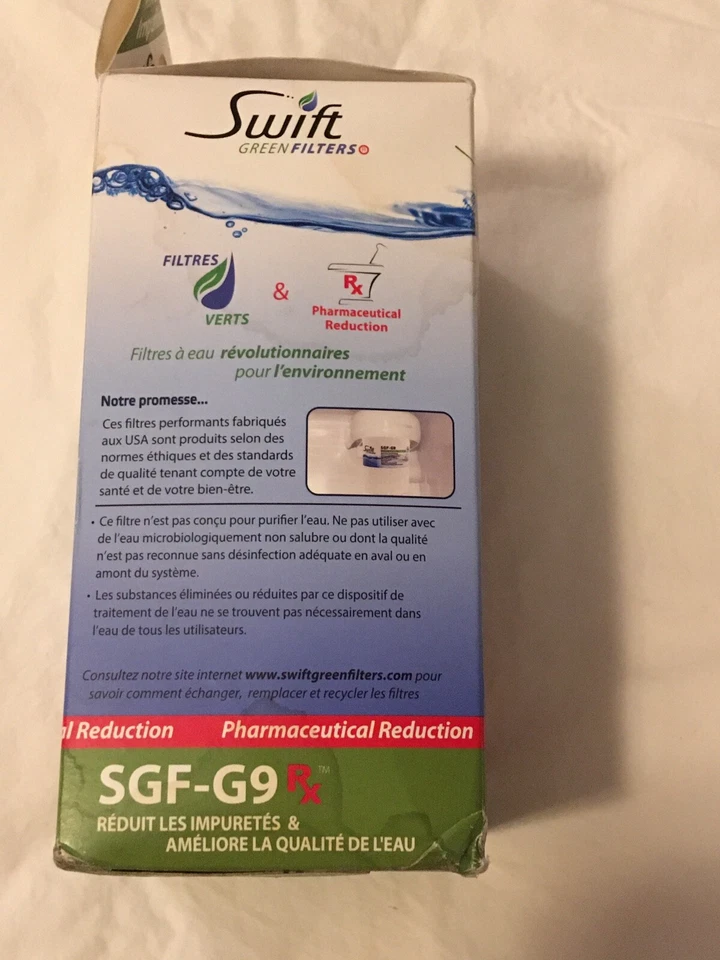 Swift
GREENFILTERS
FILTRES
VERTS
&
Rx
Pharmaceutical
Reduction
Filtres à eau révolutionnaires
pour l'environnement
Notre promesse...
Ces filtres performants fabriqués
aux USA sont produits selon des
normes éthiques et des standards
de qualité tenant compte de votre
santé et de votre bien-être.
• Ce filtre n'est pas conçu pour purifier l'eau. Ne pas utiliser avec
de l'eau microbiologiquement non salubre ou dont la qualité
n'est pas reconnue sans désinfection adéquate en aval ou en
amont du système.
• Les substances éliminées ou réduites par ce dispositif de
traitement de l'eau ne se trouvent pas nécessairement dans
l'eau de tous les utilisateurs.
Consultez notre site internet www.swiftgreenfilters.com pour
savoir comment échanger, remplacer et recycler les filtres
al Reduction Pharmaceutical Reduction
SGF-G9 Rx™
RÉDUIT LES IMPURETÉS &
AMÉLIORE LA QUALITÉ DE L'EAU